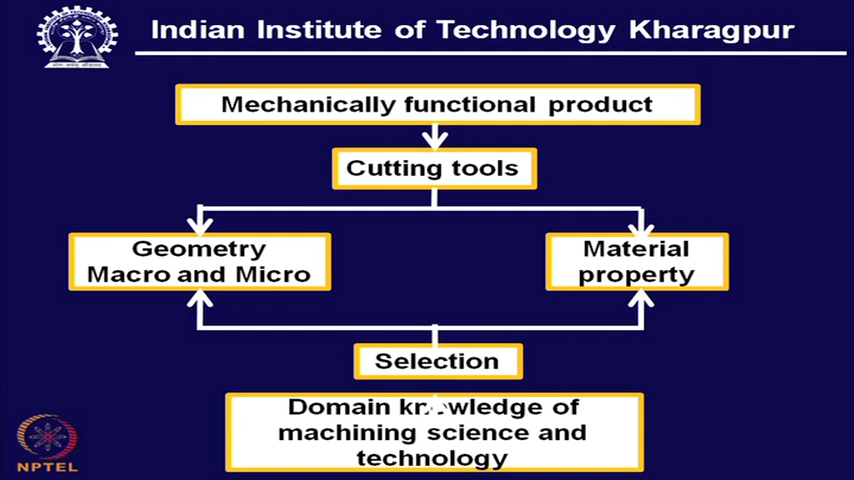 Indian Institute of Technology Kharagpur
Mechanically functional product
Cutting tools
Geometry
Macro and Micro
Material
property
Selection
Domain knowledge of
machining science and
technology
NPTEL